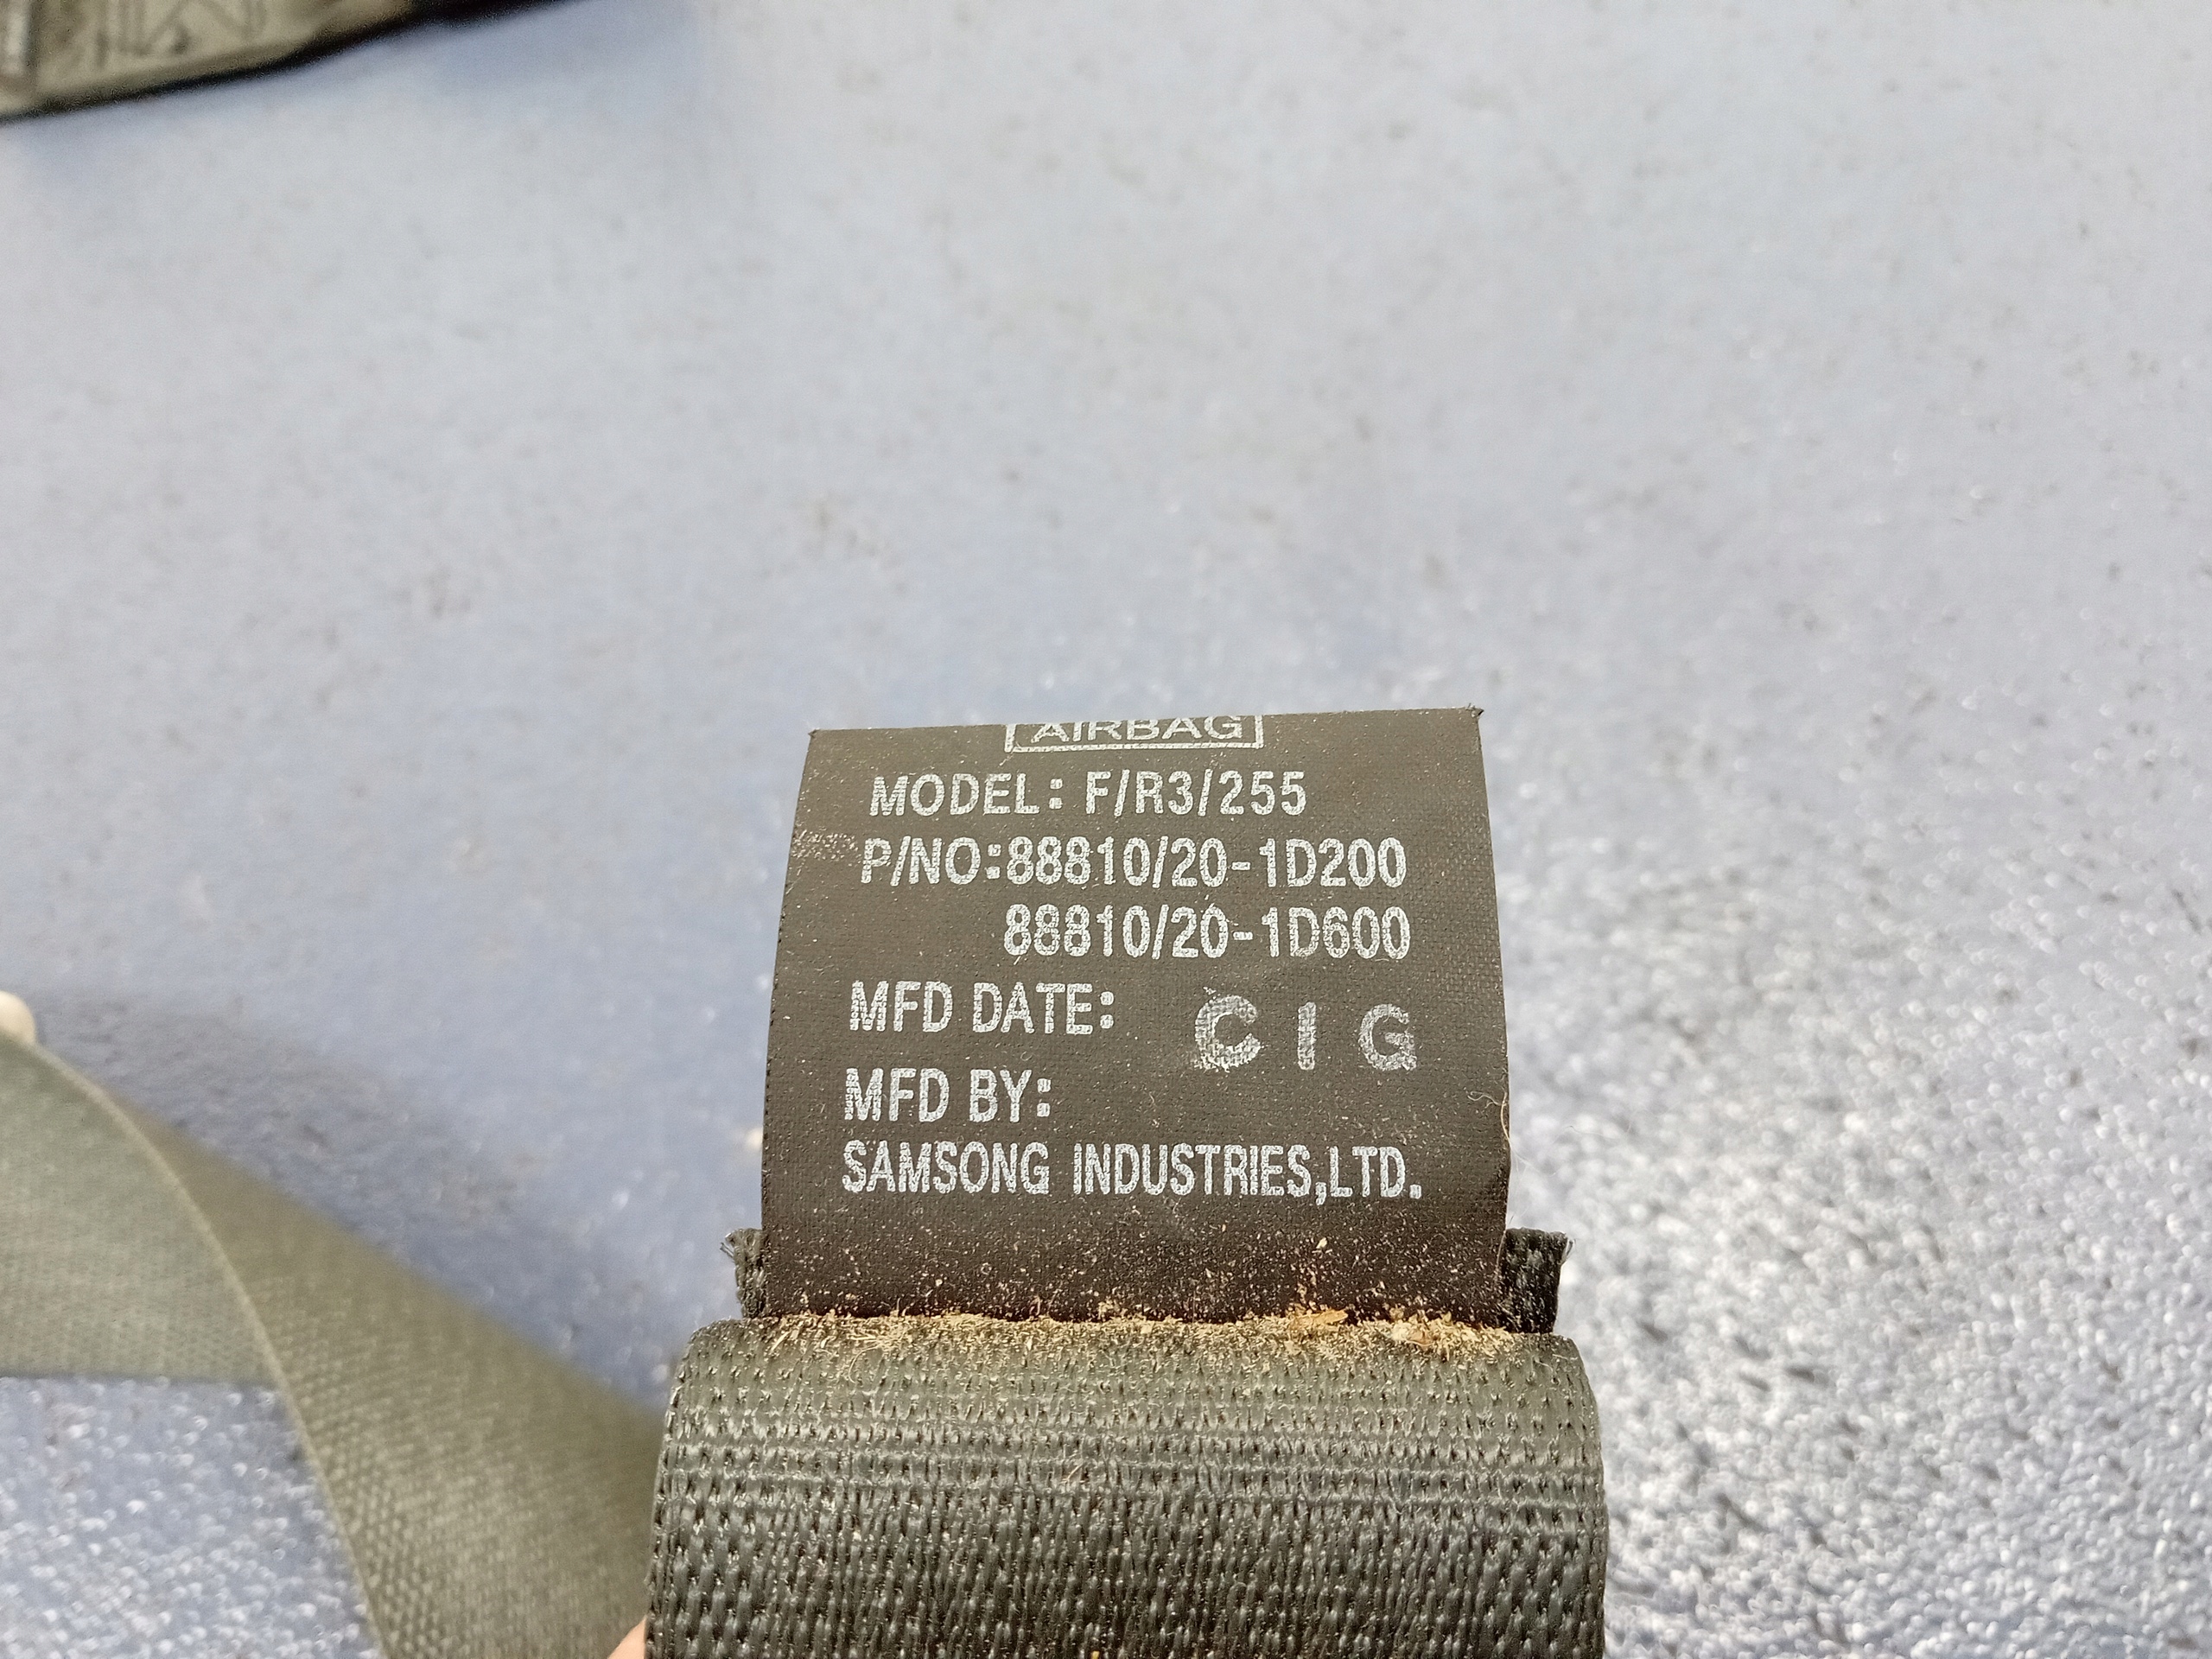 AIRBAG
MODEL: F/R3/255
P/NO:88810/20-1D200
88810/20-1D600
MFD DATE: C I G
MFD BY:
SAMSONG INDUSTRIES,LTD.